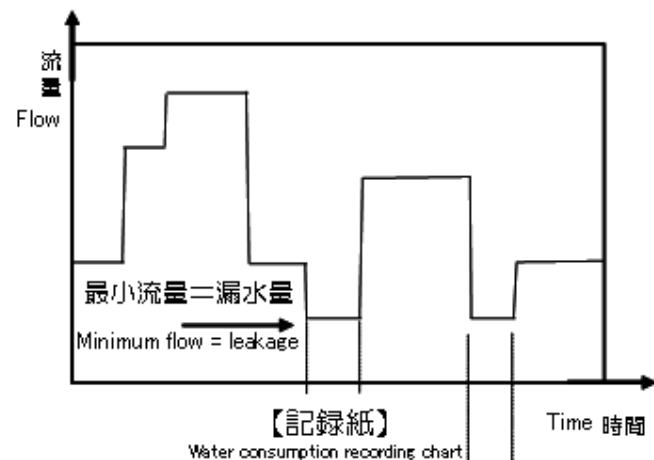 流
量
Flow
最小流量＝漏水量
Minimum flow = leakage
【記録紙】
Time 時間
Water consumption recording chart